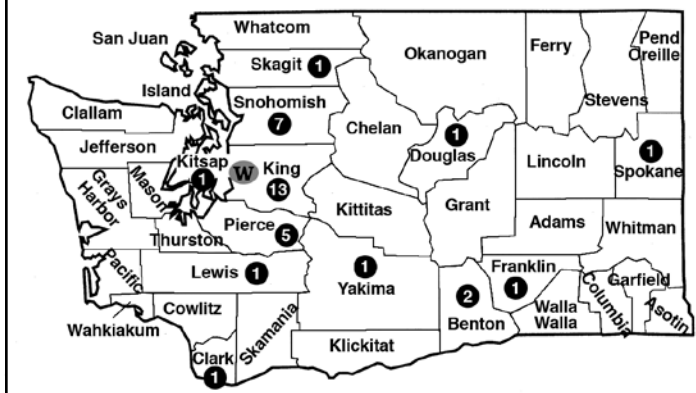 Whatcom
San Juan
Skagit 1
Island
Snohomish
7
Clallam
Jefferson
Kitsap
1
W
King
13
Mason
Grays
Harbor
Thurston
Pierce 5
Pacific
Lewis 1
Wahkiakum
Cowlitz
Skamania
Clark
1
Okanogan
Ferry
Pend
Oreille
Stevens
Chelan
1
Douglas
Lincoln
1
Spokane
Kittitas
Grant
Adams
Whitman
1
Yakima
2
Benton
Franklin
1
Walla
Walla
Columbia
Garfield
Asotin
Klickitat